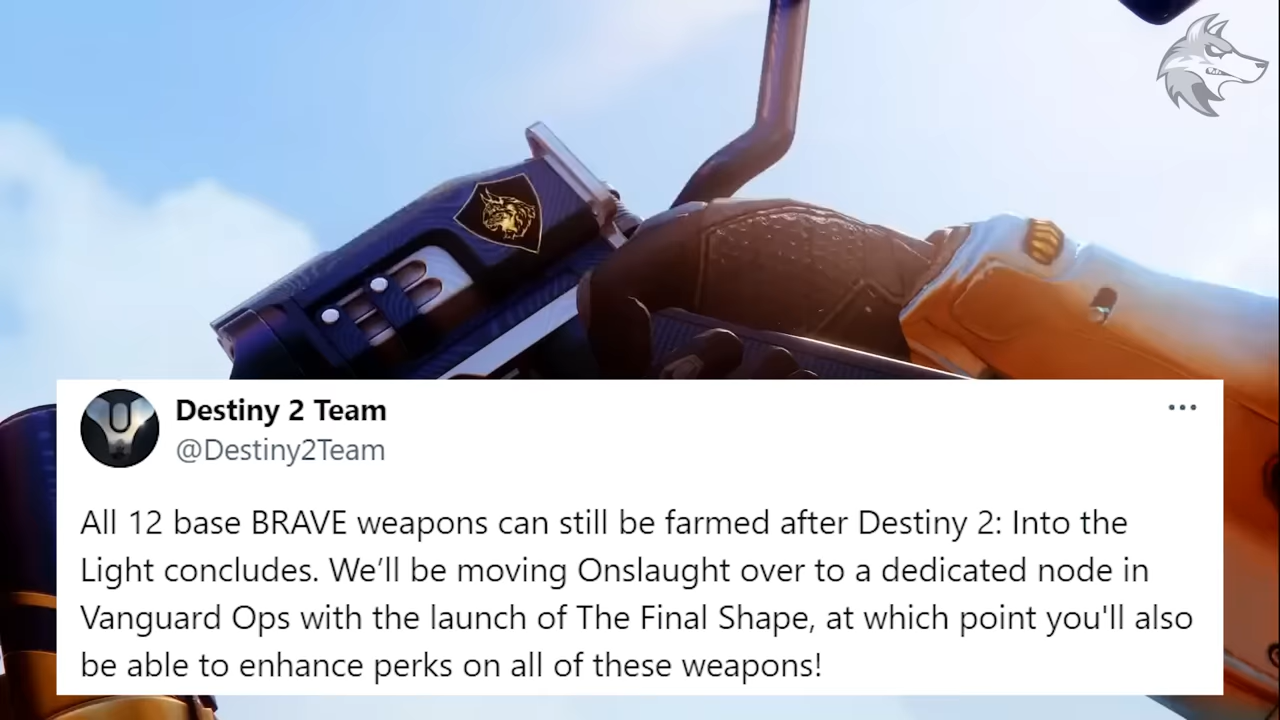 Destiny 2 Team
@Destiny2Team
All 12 base BRAVE weapons can still be farmed after Destiny 2: Into the
Light concludes. We’ll be moving Onslaught over to a dedicated node in
Vanguard Ops with the launch of The Final Shape, at which point you'll also
be able to enhance perks on all of these weapons!